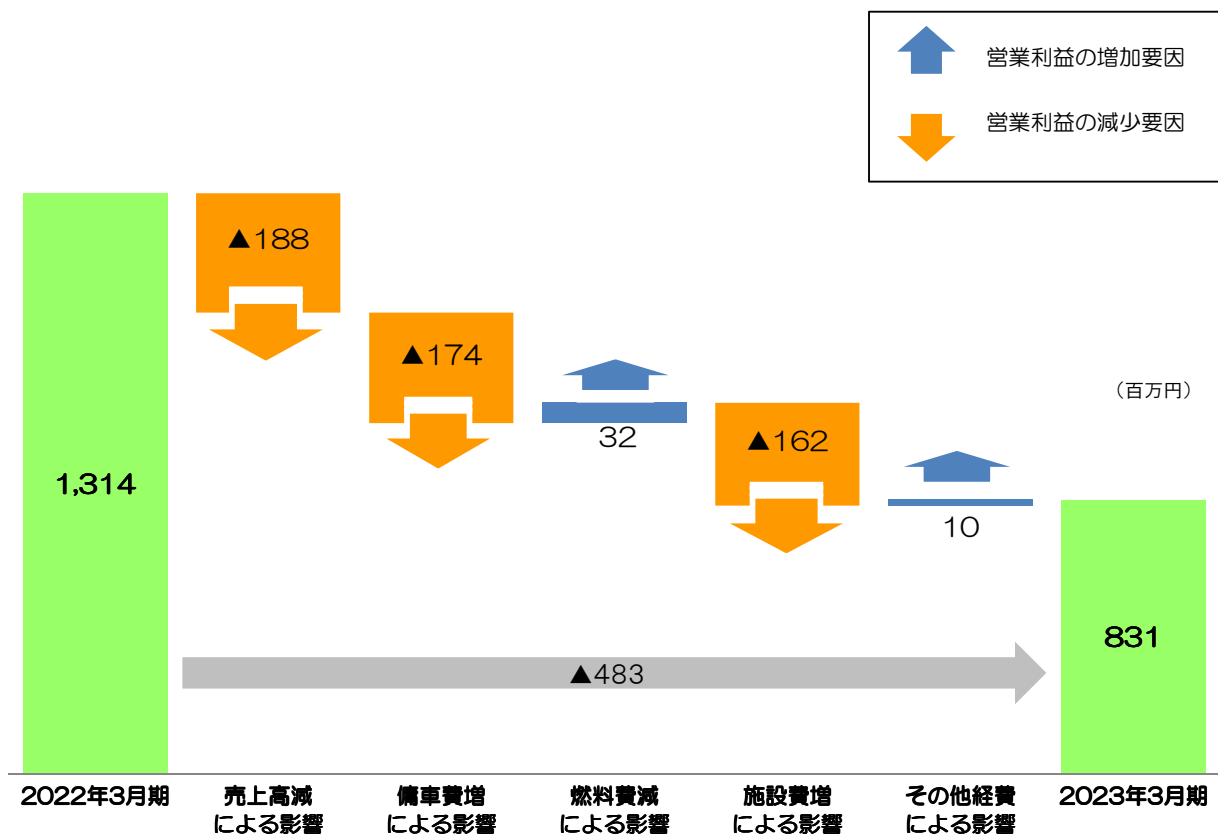 営業利益の増加要因
営業利益の減少要因
▲188
▲174
32
▲162
10
（百万円）
1,314
831
▲483
2022年3月期
売上高減
による影響
傭車費増
による影響
燃料費減
による影響
施設費増
による影響
その他経費
による影響
2023年3月期